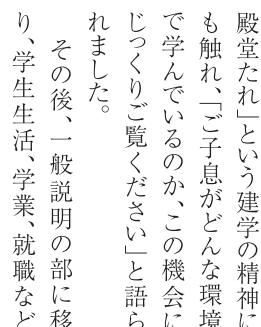 殿堂たれ」という建学の精神に
も触れ、「ご子息がどんな環境
で学んでいるのか、この機会に
じっくりご覧ください」と語ら
れました。
その後、一般説明の部に移
り、学生生活、学業、就職など